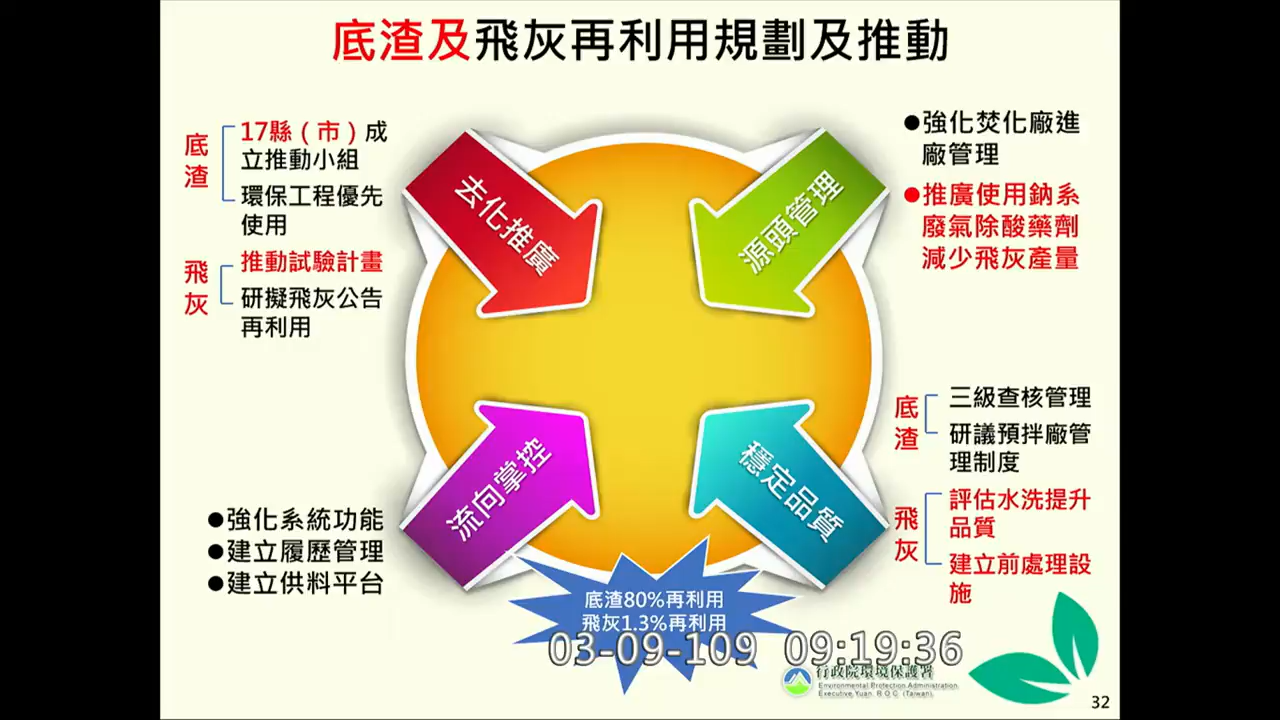 底渣及飛灰再利用規劃及推動
底渣
17縣（市）成
立推動小組
環保工程優先
使用
飛灰
推動試驗計畫
研擬飛灰公告
再利用
去化推廣
源頭管理
●強化焚化廠進
廠管理
●推廣使用鈉系
廢氣除酸藥劑
減少飛灰產量
流向掌控
●強化系統功能
●建立履歷管理
●建立供料平台
穩定品質
底渣
三級查核管理
研議預拌廠管
理制度
飛灰
評估水洗提升
品質
建立前處理設
施
底渣80%再利用
飛灰1.3%再利用
03-09-109 09:19:36
行政院環境保護署
Environmental Protection Administration
Executive Yuan, R.O.C. (Taiwan)
32